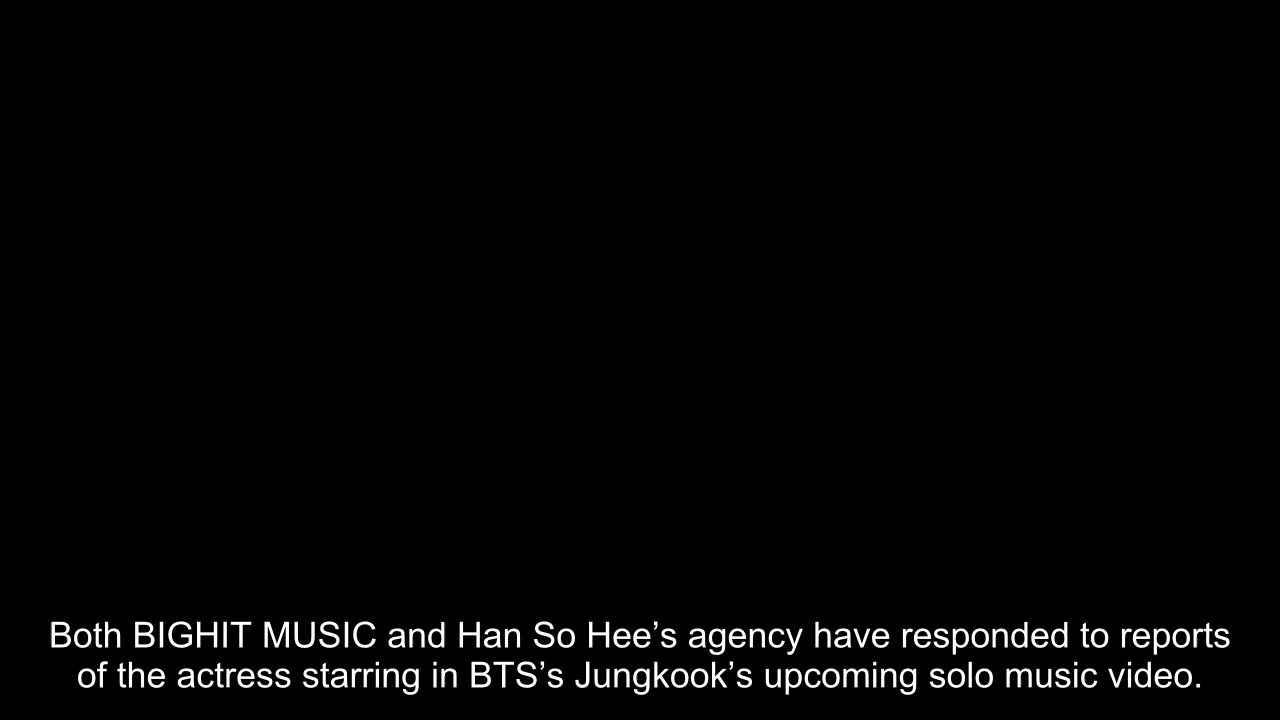 Both BIGHIT MUSIC and Han So Hee’s agency have responded to reports
of the actress starring in BTS’s Jungkook’s upcoming solo music video.